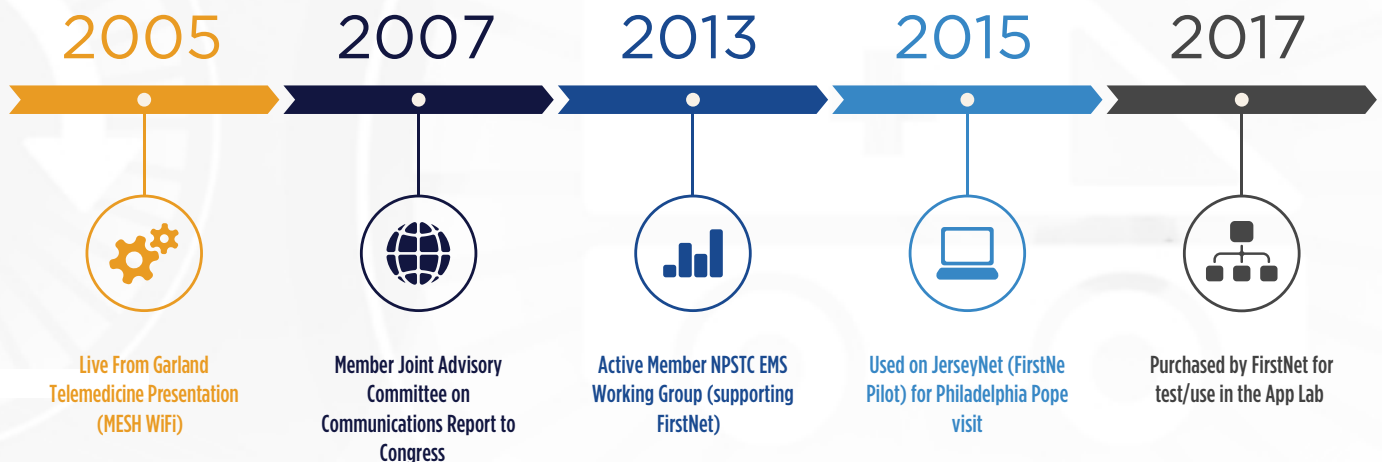 2005
2007
2013
2015
2017
Live From Garland
Telemedicine Presentation
(MESH WiFi)
Member Joint Advisory
Committee on
Communications Report to
Congress
Active Member NPSTC EMS
Working Group (supporting
FirstNet)
Used on JerseyNet (FirstNe
Pilot) for Philadelphia Pope
visit
Purchased by FirstNet for
test/use in the App Lab